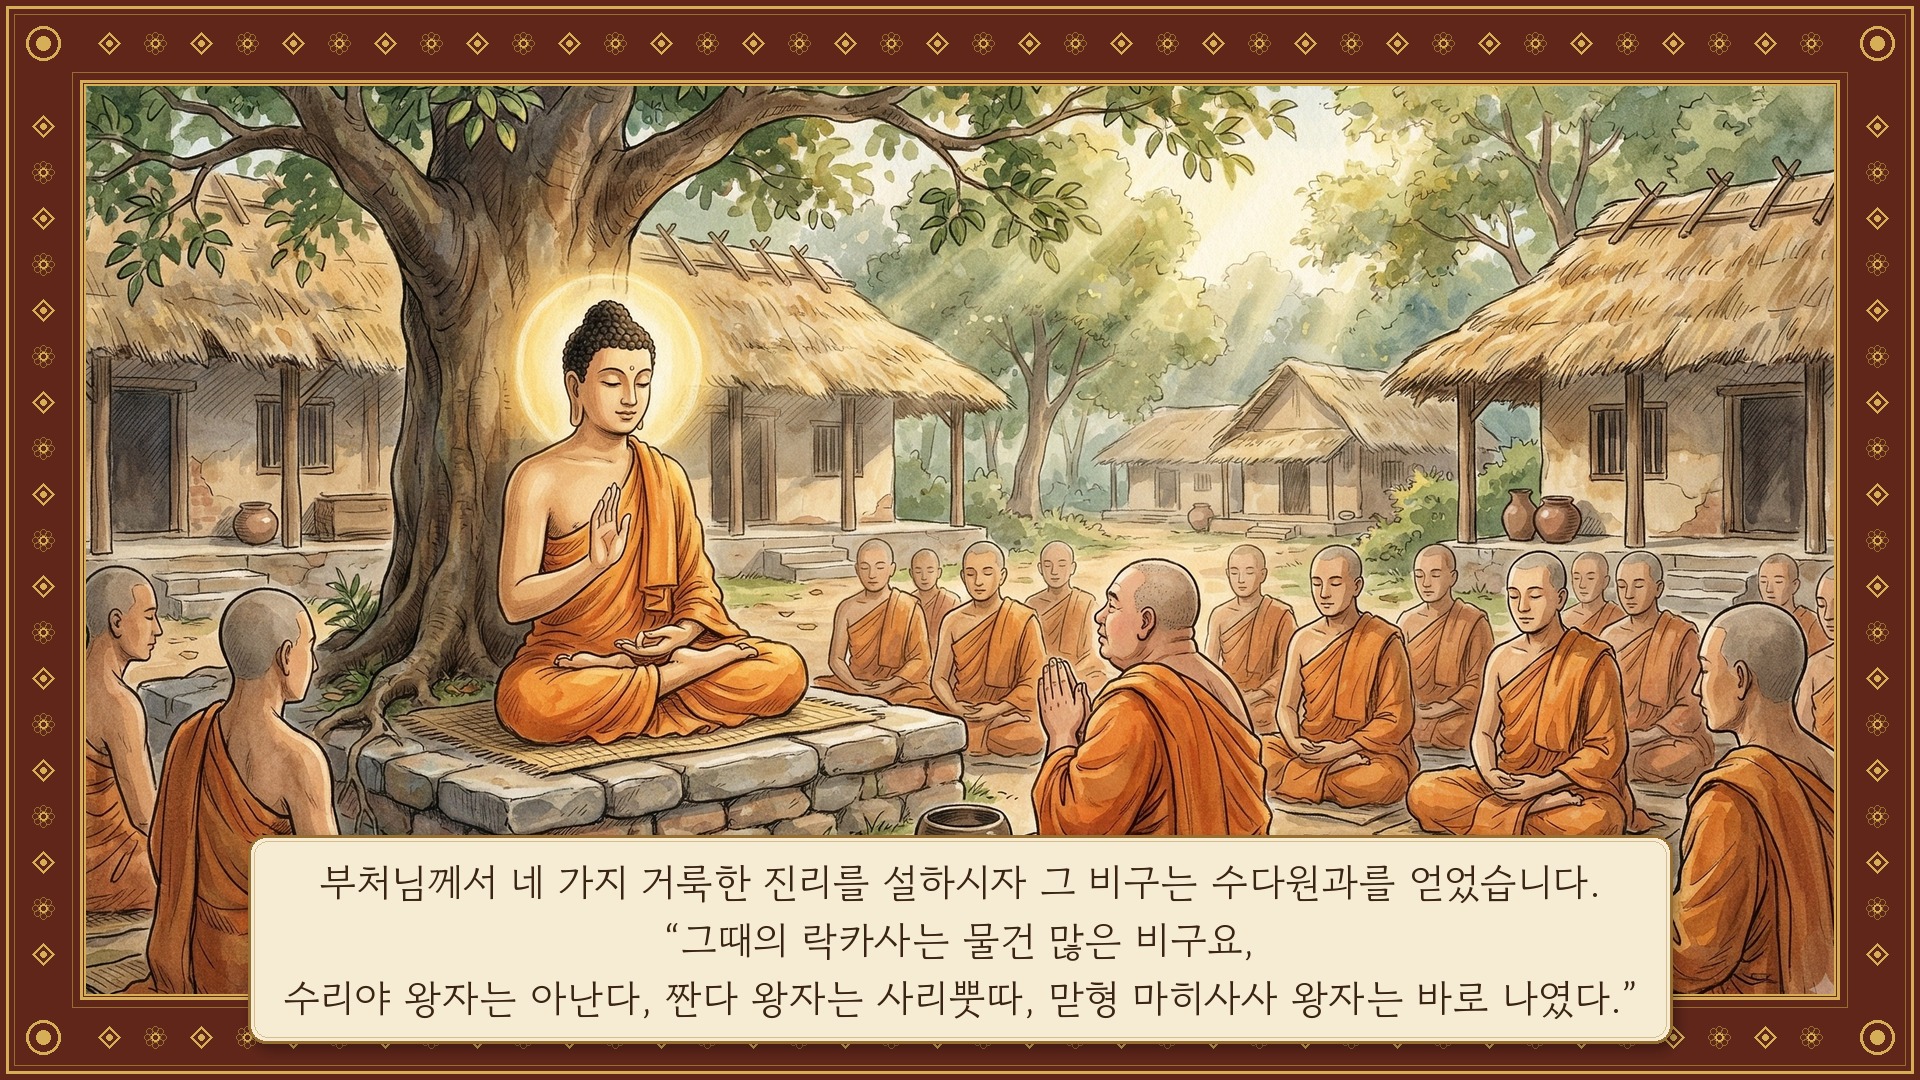 부처님께서 네 가지 거룩한 진리를 설하시자 그 비구는 수다원과를 얻었습니다.
“그때의 락카사는 물건 많은 비구요,
수리야 왕자는 아난다, 짠다 왕자는 사리뿟따, 맏형 마히사사 왕자는 바로 나였다.”